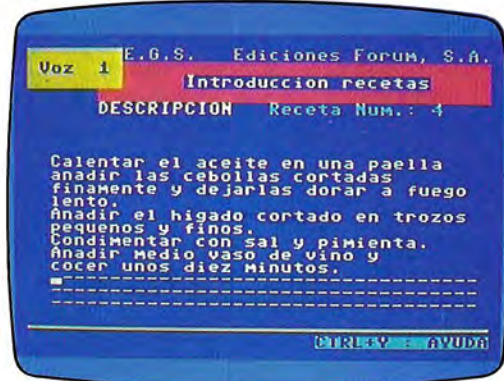 E.G.S. Ediciones Forum, S.A.
Voz 1
Introduccion recetas
DESCRIPCION Receta Num.: 4
Calentar el aceite en una paella
anadir las cebollas cortadas
finamente y dejarlas dorar a fuego
lento.
Anadir el higado cortado en trozos
pequenos y finos.
Condimentar con sal y pimienta.
Anadir medio vaso de vino y
cocer unos diez minutos.
CTRL+Y : AYUDA